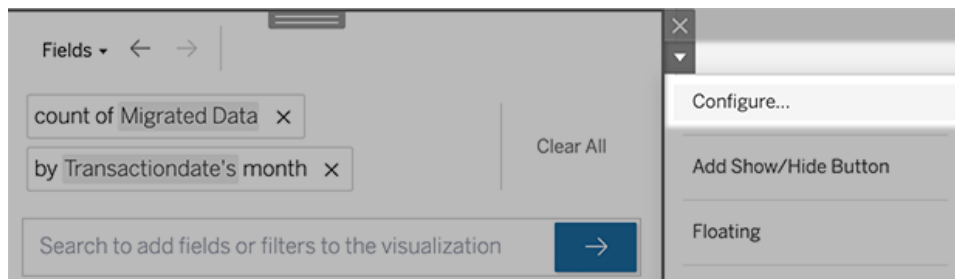 Fields
count of Migrated Data
by Transactiondate's month
Clear All
Search to add fields or filters to the visualization
Configure...
Add Show/Hide Button
Floating